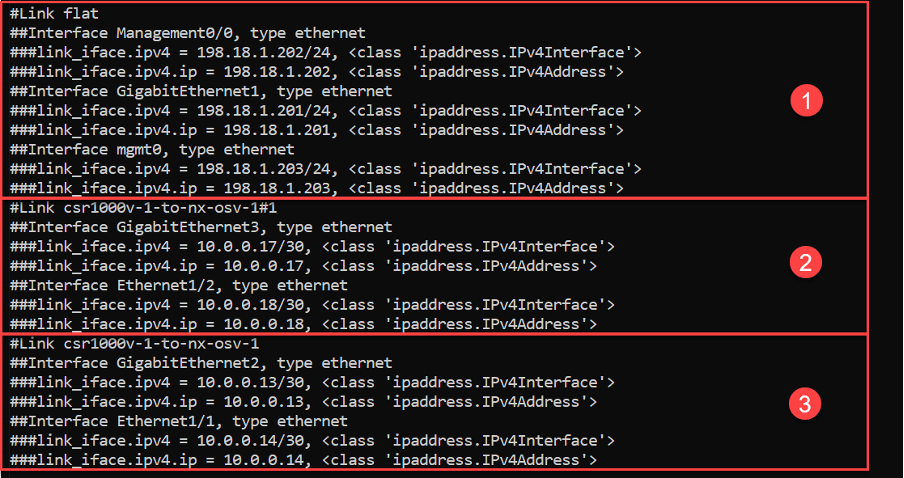 #Link flat
##Interface Management0/0, type ethernet
###link_iface.ipv4 = 198.18.1.202/24, <class 'ipaddress.IPv4Interface'>
###link_iface.ipv4.ip = 198.18.1.202, <class 'ipaddress.IPv4Address'>
##Interface GigabitEthernet1, type ethernet
###link_iface.ipv4 = 198.18.1.201/24, <class 'ipaddress.IPv4Interface'>
###link_iface.ipv4.ip = 198.18.1.201, <class 'ipaddress.IPv4Address'>
##Interface mgmt0, type ethernet
###link_iface.ipv4 = 198.18.1.203/24, <class 'ipaddress.IPv4Interface'>
###link_iface.ipv4.ip = 198.18.1.203, <class 'ipaddress.IPv4Address'>
1
#Link csr1000v-1-to-nx-osv-1#1
##Interface GigabitEthernet3, type ethernet
###link_iface.ipv4 = 10.0.0.17/30, <class 'ipaddress.IPv4Interface'>
###link_iface.ipv4.ip = 10.0.0.17, <class 'ipaddress.IPv4Address'>
##Interface Ethernet1/2, type ethernet
###link_iface.ipv4 = 10.0.0.18/30, <class 'ipaddress.IPv4Interface'>
###link_iface.ipv4.ip = 10.0.0.18, <class 'ipaddress.IPv4Address'>
2
#Link csr1000v-1-to-nx-osv-1
##Interface GigabitEthernet2, type ethernet
###link_iface.ipv4 = 10.0.0.13/30, <class 'ipaddress.IPv4Interface'>
###link_iface.ipv4.ip = 10.0.0.13, <class 'ipaddress.IPv4Address'>
##Interface Ethernet1/1, type ethernet
###link_iface.ipv4 = 10.0.0.14/30, <class 'ipaddress.IPv4Interface'>
###link_iface.ipv4.ip = 10.0.0.14, <class 'ipaddress.IPv4Address'>
3